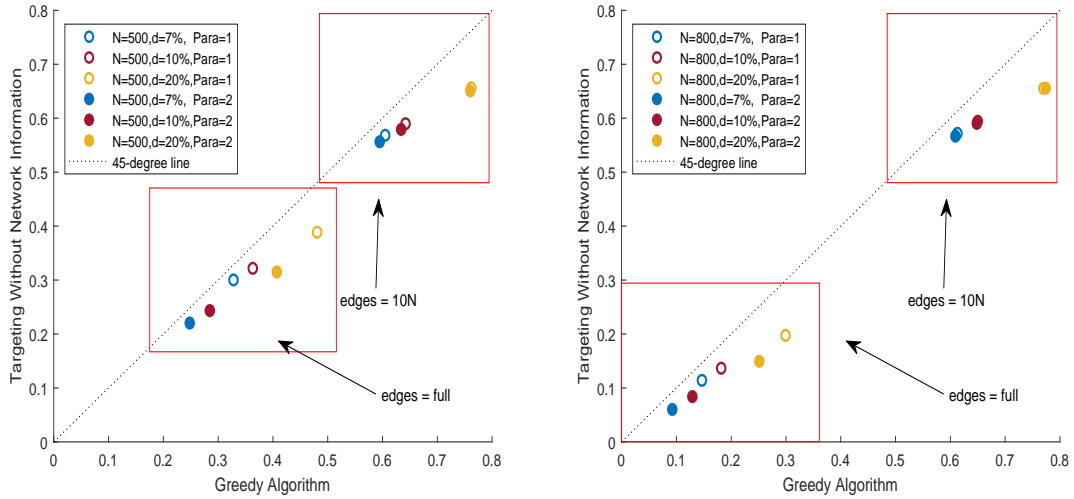 0.8
0.7
0.6
0.5
0.4
0.3
0.2
0.1
0
Targeting Without Network Information
N=500,d=7%, Para=1
N=500,d=10%,Para=1
N=500,d=20%,Para=1
N=500,d=7%, Para=2
N=500,d=10%,Para=2
N=500,d=20%,Para=2
45-degree line
edges = 10N
edges = full
0 0.1 0.2 0.3 0.4 0.5 0.6 0.7 0.8
Greedy Algorithm
0.8
0.7
0.6
0.5
0.4
0.3
0.2
0.1
0
Targeting Without Network Information
N=800,d=7%, Para=1
N=800,d=10%,Para=1
N=800,d=20%,Para=1
N=800,d=7%, Para=2
N=800,d=10%,Para=2
N=800,d=20%,Para=2
45-degree line
edges = 10N
edges = full
0 0.1 0.2 0.3 0.4 0.5 0.6 0.7 0.8
Greedy Algorithm